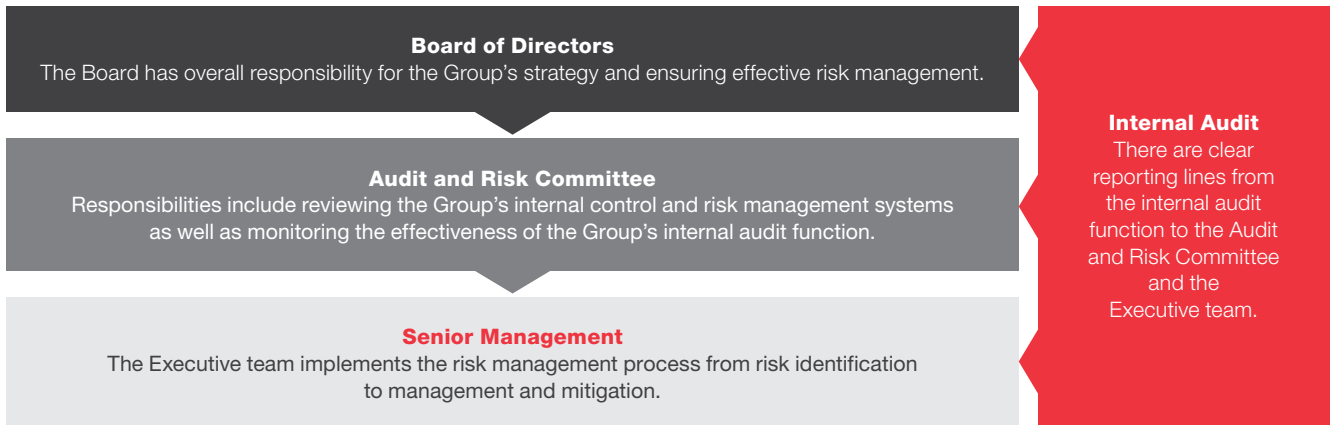 Board of Directors
The Board has overall responsibility for the Group’s strategy and ensuring effective risk management.
Audit and Risk Committee
Responsibilities include reviewing the Group’s internal control and risk management systems
as well as monitoring the effectiveness of the Group’s internal audit function.
Senior Management
The Executive team implements the risk management process from risk identification
to management and mitigation.
Internal Audit
There are clear
reporting lines from
the internal audit
function to the Audit
and Risk Committee
and the
Executive team.